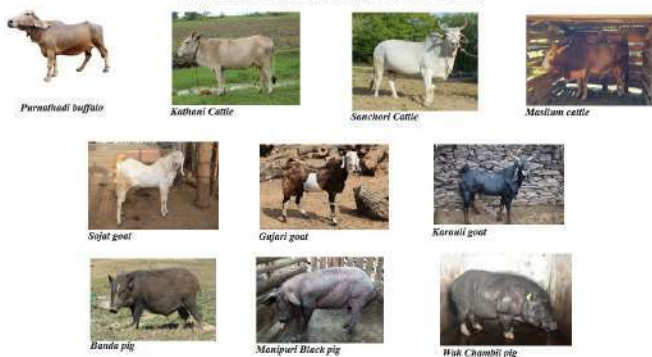 Purnathadi buffalo
Kathani Cattle
Sanchori Cattle
Masilum cattle
Sojat goat
Gujari goat
Karauli goat
Banda pig
Manipuri Black pig
Wak Chambil pig